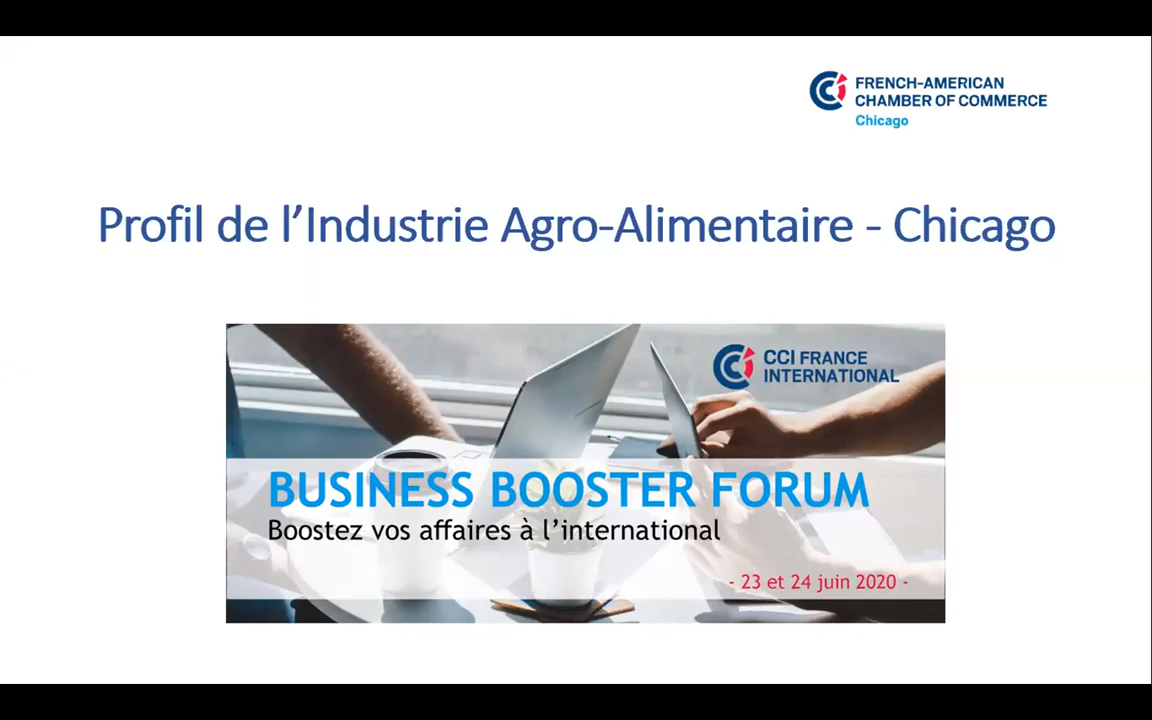 FRENCH-AMERICAN
CHAMBER OF COMMERCE
Chicago
Profil de l’Industrie Agro-Alimentaire - Chicago
CCI FRANCE
INTERNATIONAL
BUSINESS BOOSTER FORUM
Boostez vos affaires à l’international
- 23 et 24 juin 2020 -